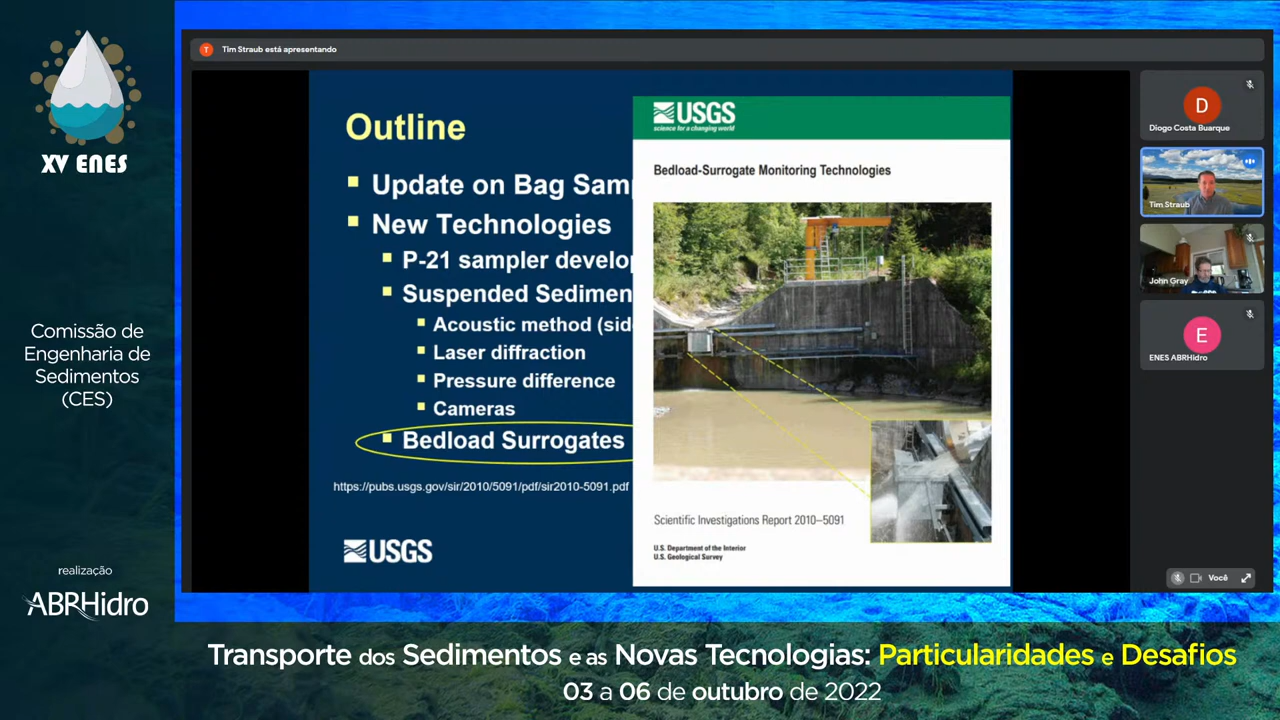 XV ENES
Comissão de
Engenharia de
Sedimentos
(CES)
realização
ABRHidro
T
Tim Straub está apresentando
Outline
Update on Bag Samp
New Technologies
P-21 sampler develop
Suspended Sedimen
Acoustic method (side
Laser diffraction
Pressure difference
Cameras
Bedload Surrogates
https://pubs.usgs.gov/sir/2010/5091/pdf/sir2010-5091.pdf
USGS
USGS
science for a changing world
Bedload-Surrogate Monitoring Technologies
Scientific Investigations Report 2010–5091
U.S. Department of the Interior
U.S. Geological Survey
D
Diogo Costa Buarque
Tim Straub
John Gray
E
ENES ABRHidro
Você
Transporte dos Sedimentos e as Novas Tecnologias: Particularidades e Desafios
03 a 06 de outubro de 2022